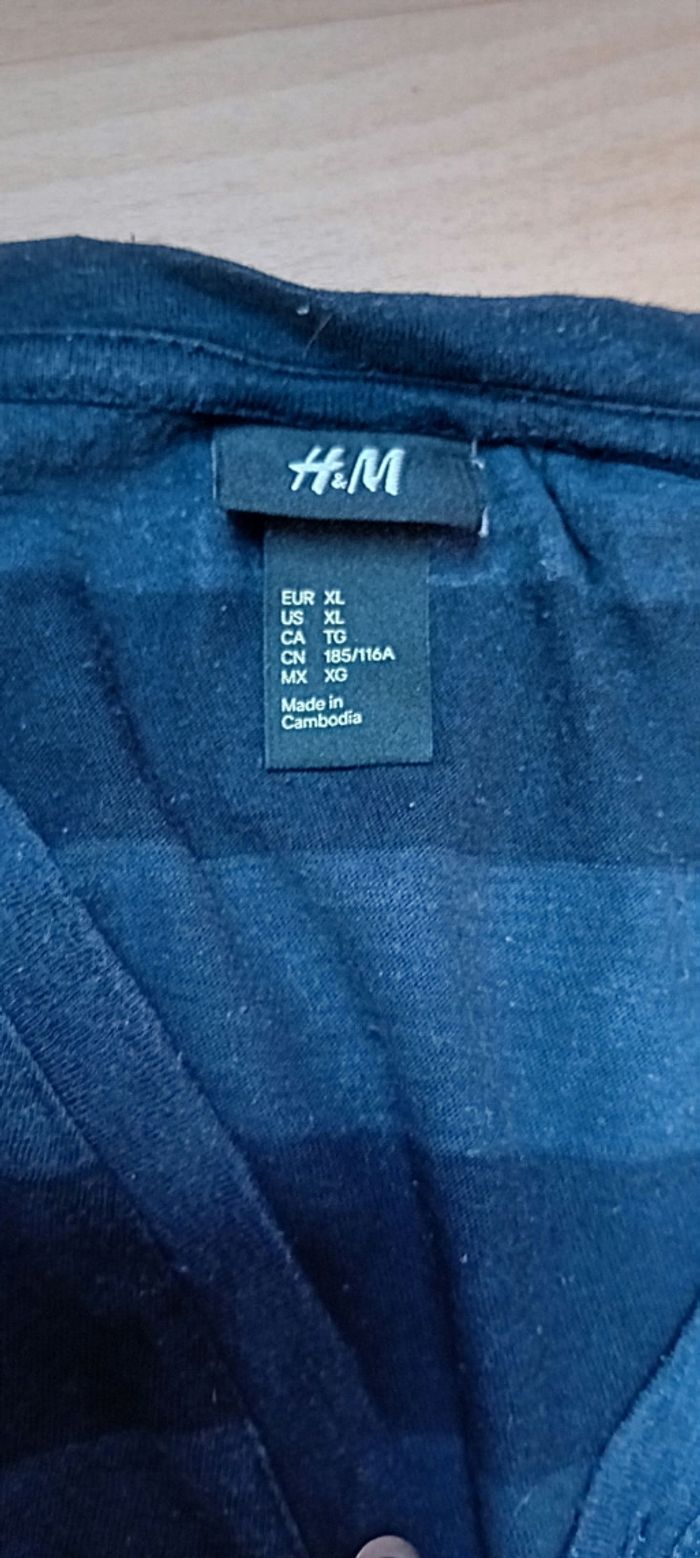 H&M
EUR XL
US XL
CA TG
CN 185/116A
MX XG
Made in
Cambodia